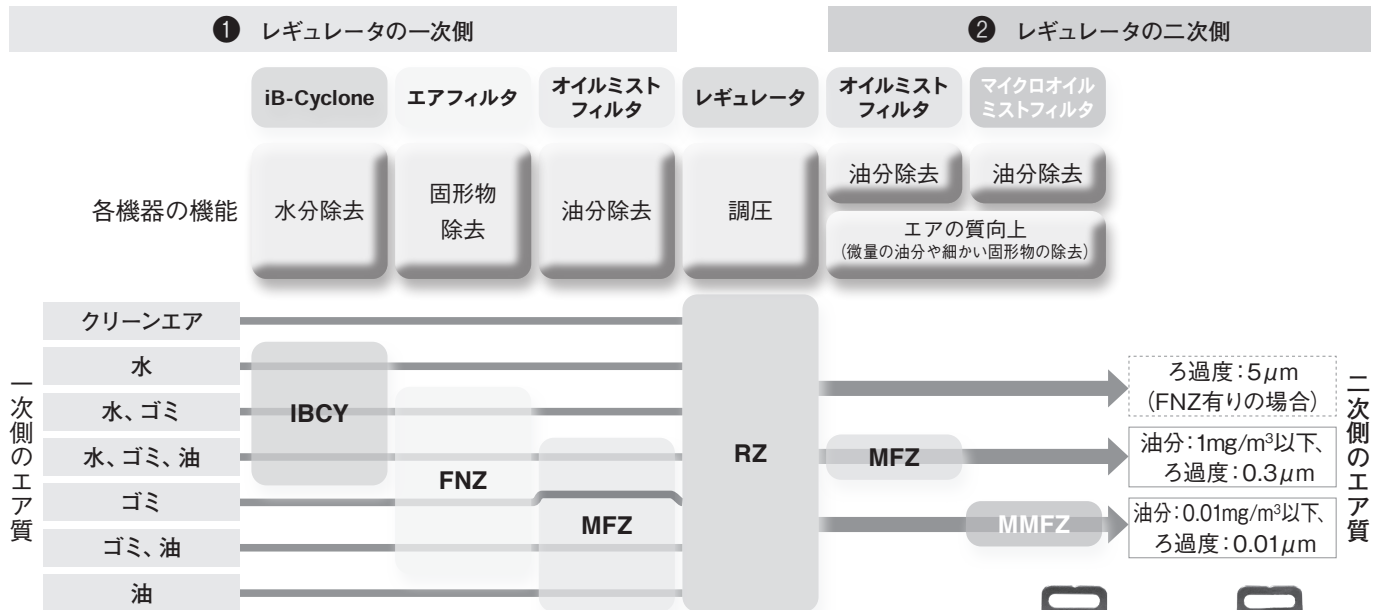 ❶ レギュレータの一次側
❷ レギュレータの二次側
iB-Cyclone
エアフィルタ
オイルミスト
フィルタ
レギュレータ
オイルミスト
フィルタ
マイクロオイル
ミストフィルタ
各機器の機能
水分除去
固形物
除去
油分除去
調圧
油分除去
油分除去
エアの質向上
(微量の油分や細かい固形物の除去)
一次側のエア質
クリーンエア
水
水、ゴミ
水、ゴミ、油
ゴミ
ゴミ、油
油
IBCY
FNZ
MFZ
RZ
MFZ
MMFZ
ろ過度:5μm
(FNZ有りの場合)
油分:1mg/m³以下、
ろ過度:0.3μm
油分:0.01mg/m³以下、
ろ過度:0.01μm
二次側のエア質